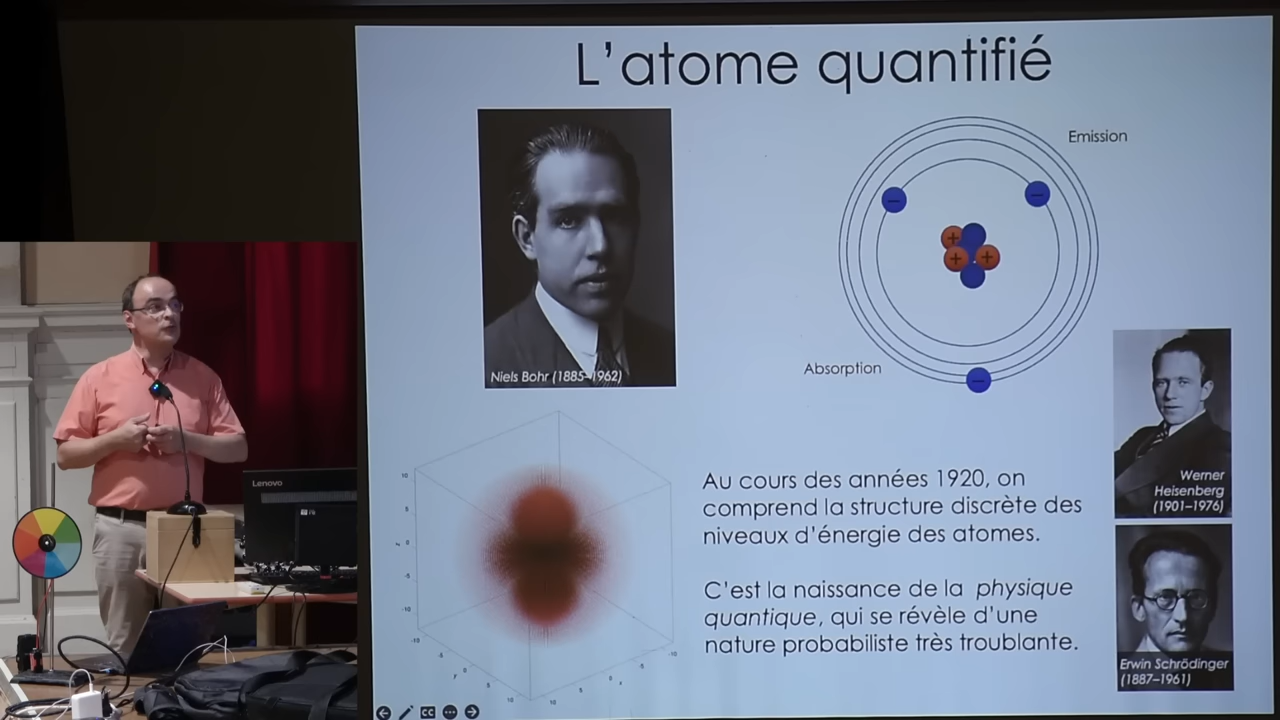 L'atome quantifié
Emission
Niels Bohr (1885–1962)
Absorption
Werner
Heisenberg
(1901–1976)
Au cours des années 1920, on
comprend la structure discrète des
niveaux d'énergie des atomes.
C'est la naissance de la physique
quantique, qui se révèle d'une
nature probabiliste très troublante.
Erwin Schrödinger
(1887–1961)
Lenovo
CC